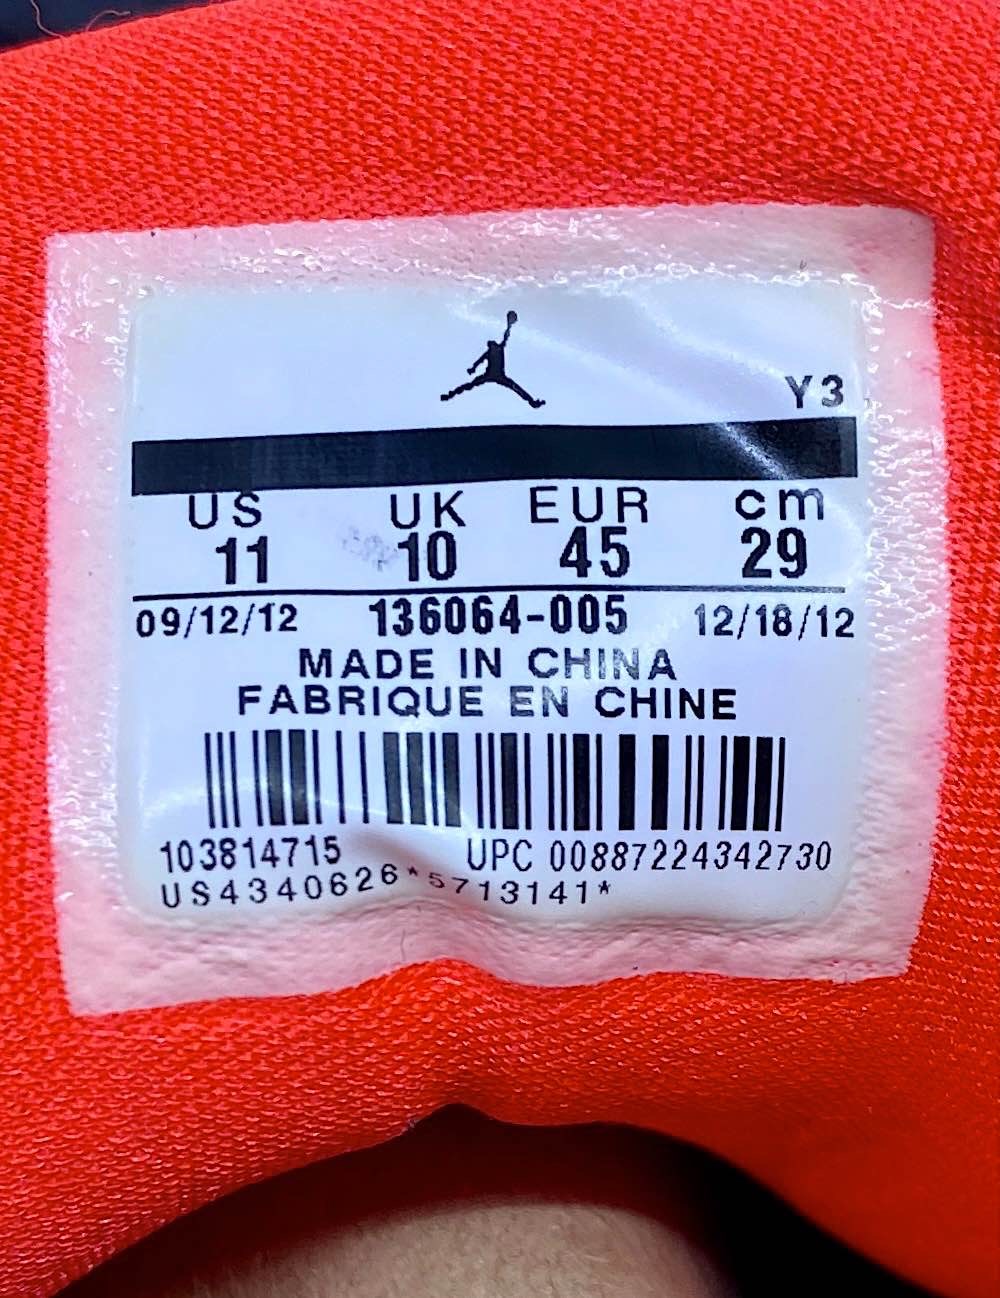 Y3
US UK EUR cm
11 10 45 29
09/12/12 136064-005 12/18/12
MADE IN CHINA
FABRIQUE EN CHINE
103814715 UPC 00887224342730
US4340626*5713141*